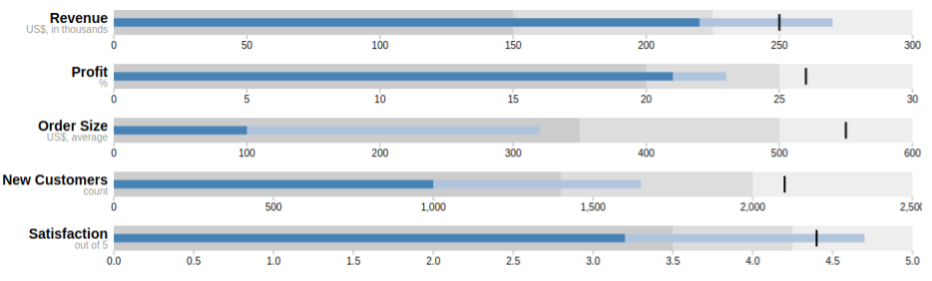 Revenue
US$, in thousands
0 50 100 150 200 250 300
Profit
%
0 5 10 15 20 25 30
Order Size
US$, average
0 100 200 300 400 500 600
New Customers
count
0 500 1,000 1,500 2,000 2,500
Satisfaction
out of 5
0.0 0.5 1.0 1.5 2.0 2.5 3.0 3.5 4.0 4.5 5.0